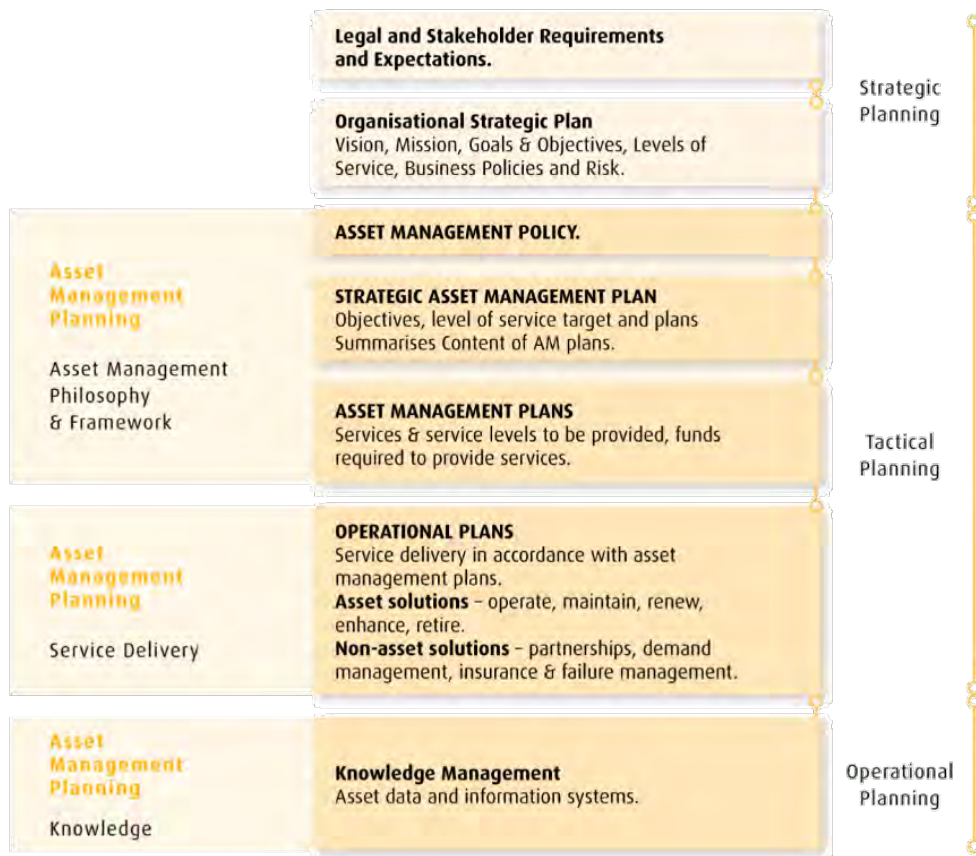 Legal and Stakeholder Requirements
and Expectations.
Strategic
Planning
Organisational Strategic Plan
Vision, Mission, Goals & Objectives, Levels of
Service, Business Policies and Risk.
Asset
Management
Planning
Asset Management
Philosophy
& Framework
ASSET MANAGEMENT POLICY.
STRATEGIC ASSET MANAGEMENT PLAN
Objectives, level of service target and plans
Summarises Content of AM plans.
ASSET MANAGEMENT PLANS
Services & service levels to be provided, funds
required to provide services.
Tactical
Planning
Asset
Management
Planning
Service Delivery
OPERATIONAL PLANS
Service delivery in accordance with asset
management plans.
Asset solutions – operate, maintain, renew,
enhance, retire.
Non-asset solutions – partnerships, demand
management, insurance & failure management.
Asset
Management
Planning
Knowledge
Knowledge Management
Asset data and information systems.
Operational
Planning